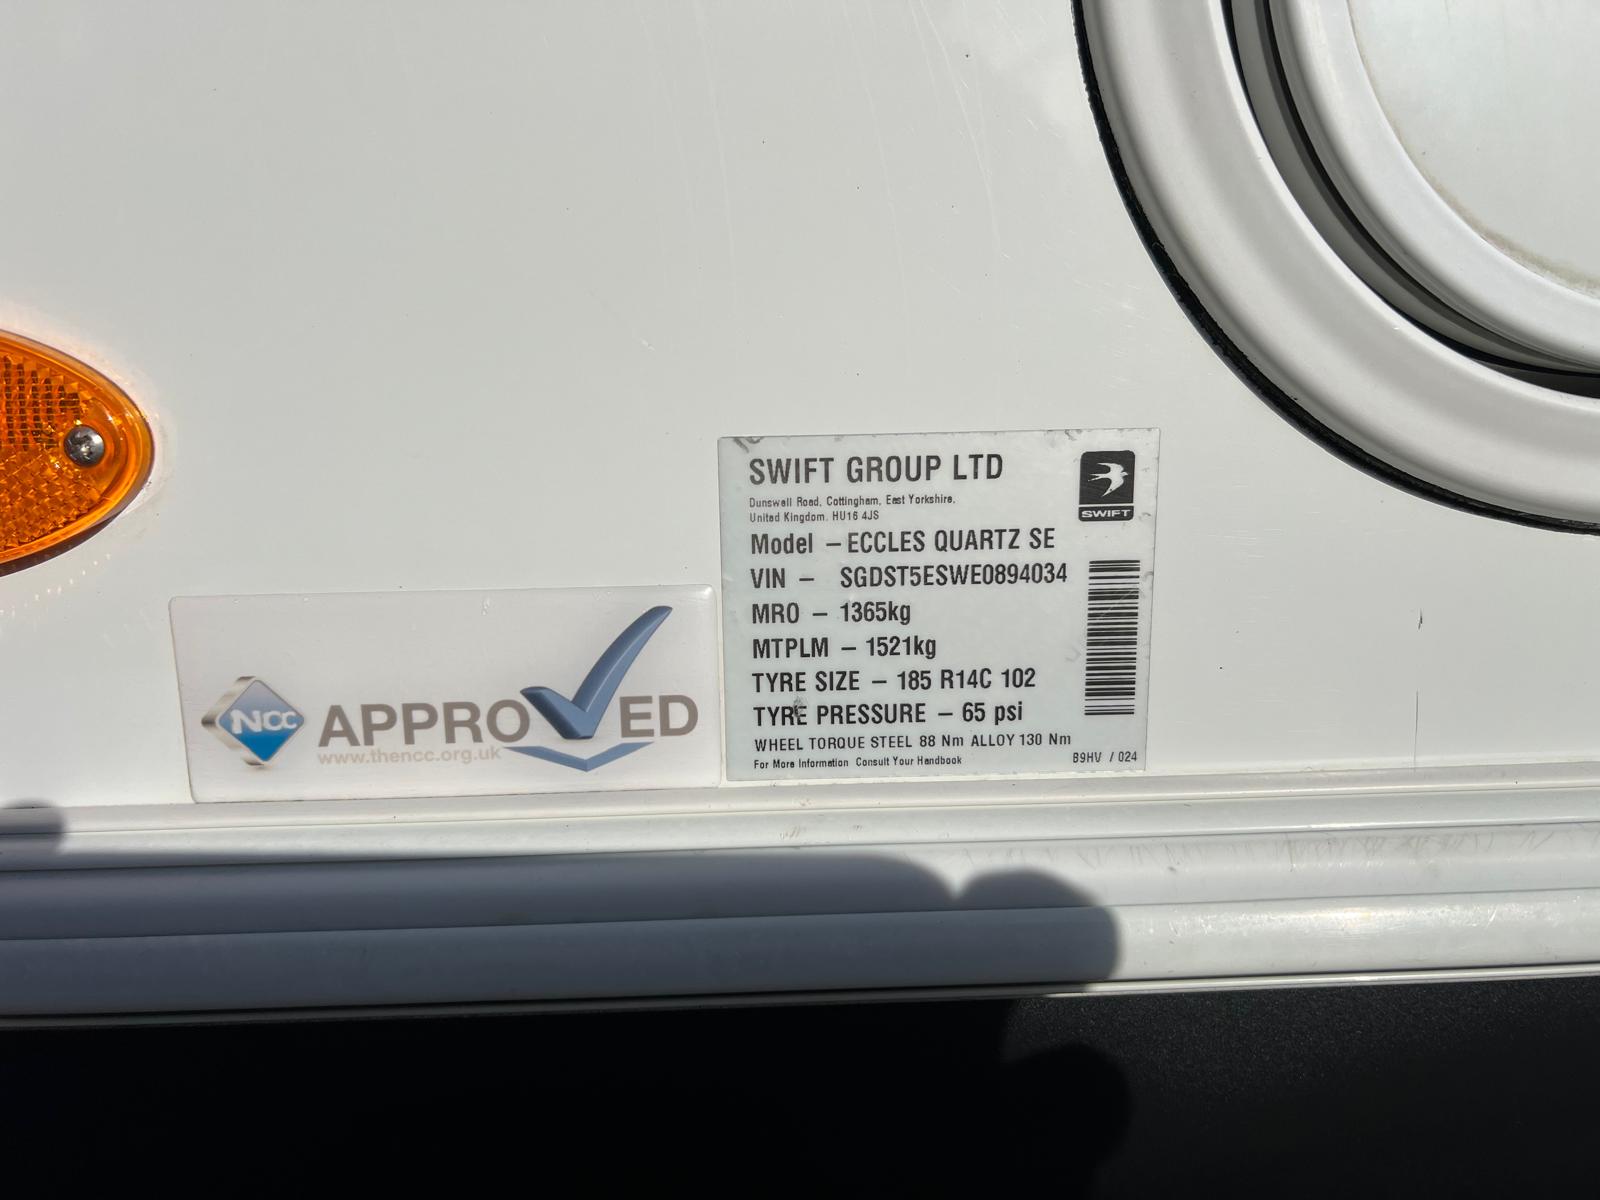 NCC APPROVED
www.thencc.org.uk
SWIFT GROUP LTD
Dunswell Road, Cottingham, East Yorkshire,
United Kingdom. HU16 4JS
SWIFT
Model – ECCLES QUARTZ SE
VIN – SGDST5ESWE0894034
MRO – 1365kg
MTPLM – 1521kg
TYRE SIZE – 185 R14C 102
TYRE PRESSURE – 65 psi
WHEEL TORQUE STEEL 88 Nm ALLOY 130 Nm
For More Information Consult Your Handbook
B9HV / 024